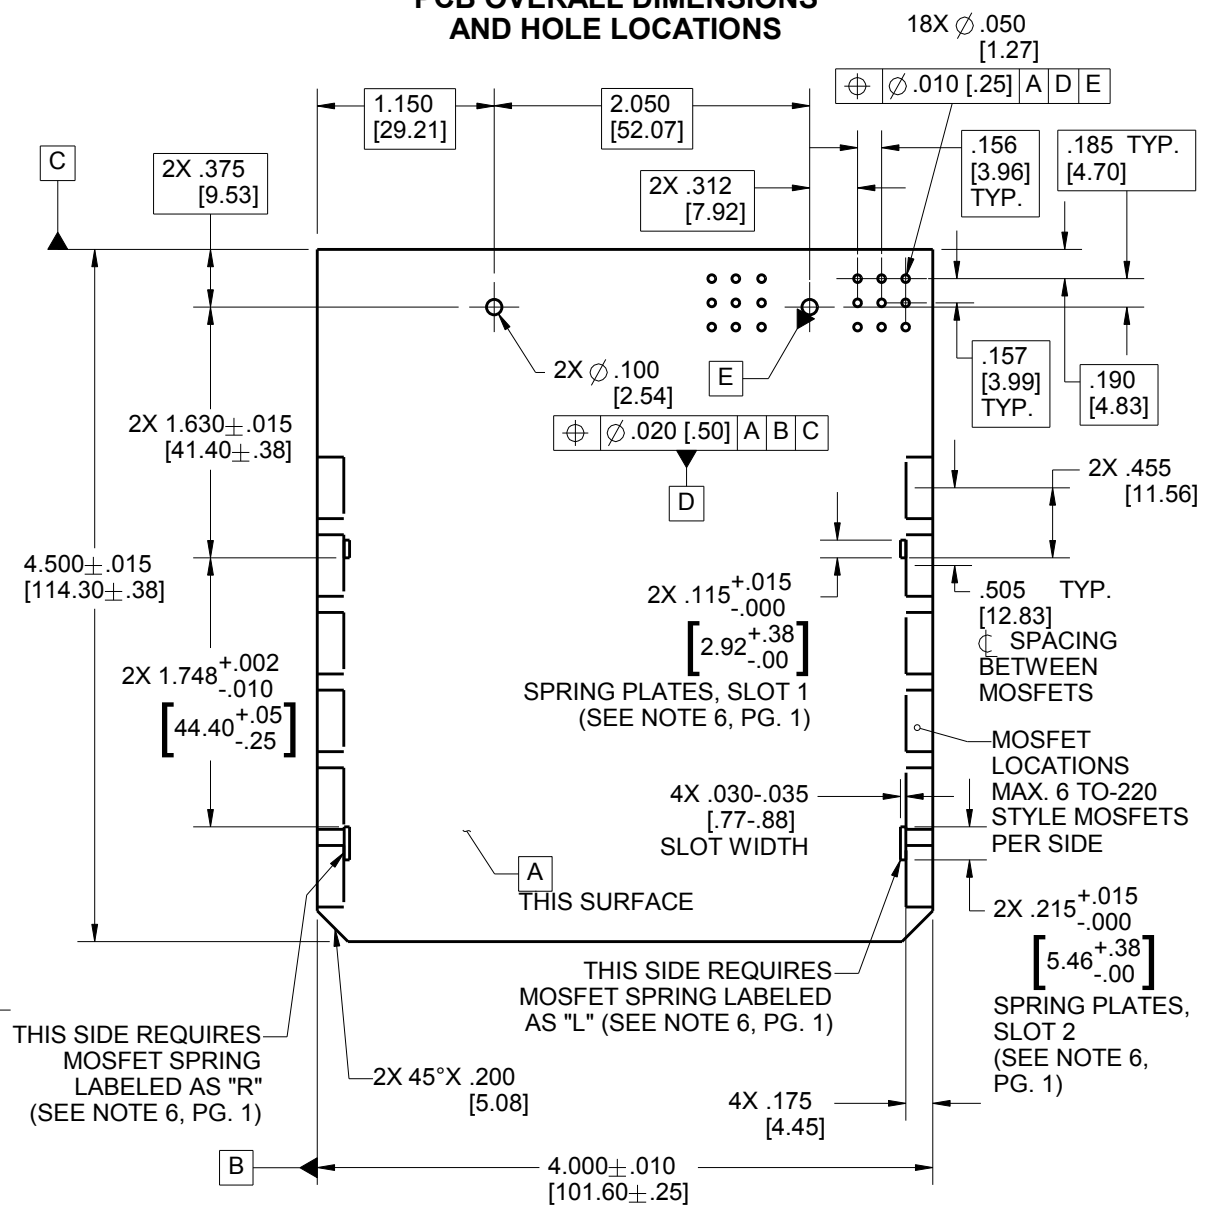 PCB OVERALL DIMENSIONS
AND HOLE LOCATIONS
18X ⌀ .050
[1.27]
⌖ ⌀ .010 [.25] A D E
1.150
[29.21]
2.050
[52.07]
.156
[3.96]
TYP.
.185 TYP.
[4.70]
C
2X .375
[9.53]
2X .312
[7.92]
2X ⌀ .100
[2.54]
E
⌖ ⌀ .020 [.50] A B C
D
.157
[3.99]
TYP.
.190
[4.83]
2X 1.630±.015
[41.40±.38]
2X .455
[11.56]
4.500±.015
[114.30±.38]
2X .115 +.015
-.000
[2.92 +.38
-.00]
SPRING PLATES, SLOT 1
(SEE NOTE 6, PG. 1)
.505 TYP.
[12.83]
℄ SPACING
BETWEEN
MOSFETS
2X 1.748 +.002
-.010
[44.40 +.05
-.25]
MOSFET
LOCATIONS
MAX. 6 TO-220
STYLE MOSFETS
PER SIDE
4X .030-.035
[.77-.88]
SLOT WIDTH
A
THIS SURFACE
2X .215 +.015
-.000
[5.46 +.38
-.00]
SPRING PLATES,
SLOT 2
(SEE NOTE 6,
PG. 1)
THIS SIDE REQUIRES
MOSFET SPRING LABELED
AS "L" (SEE NOTE 6, PG. 1)
THIS SIDE REQUIRES
MOSFET SPRING
LABELED AS "R"
(SEE NOTE 6, PG. 1)
2X 45°X .200
[5.08]
4X .175
[4.45]
B
4.000±.010
[101.60±.25]